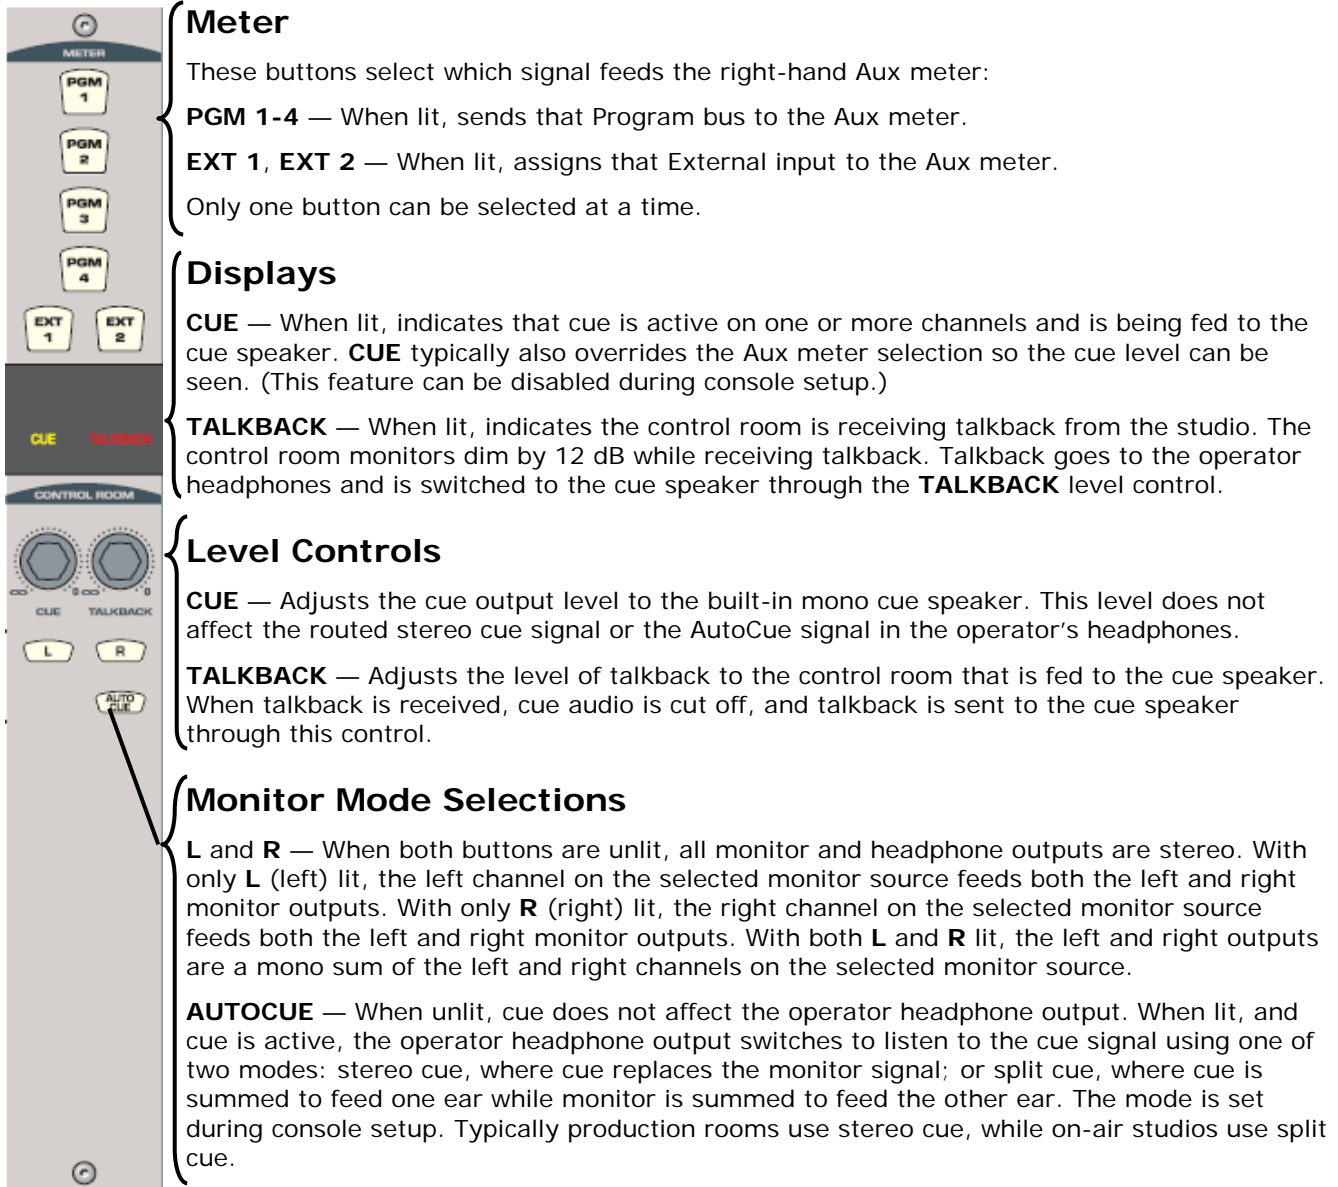 METER
PGM
1
PGM
2
PGM
3
PGM
4
EXT
1
EXT
2
CUE TALKBACK
CONTROL ROOM
∞ 0 ∞ 0
CUE TALKBACK
L R
AUTO
CUE
Meter
These buttons select which signal feeds the right-hand Aux meter:
PGM 1-4 — When lit, sends that Program bus to the Aux meter.
EXT 1, EXT 2 — When lit, assigns that External input to the Aux meter.
Only one button can be selected at a time.
Displays
CUE — When lit, indicates that cue is active on one or more channels and is being fed to the
cue speaker. CUE typically also overrides the Aux meter selection so the cue level can be
seen. (This feature can be disabled during console setup.)
TALKBACK — When lit, indicates the control room is receiving talkback from the studio. The
control room monitors dim by 12 dB while receiving talkback. Talkback goes to the operator
headphones and is switched to the cue speaker through the TALKBACK level control.
Level Controls
CUE — Adjusts the cue output level to the built-in mono cue speaker. This level does not
affect the routed stereo cue signal or the AutoCue signal in the operator’s headphones.
TALKBACK — Adjusts the level of talkback to the control room that is fed to the cue speaker.
When talkback is received, cue audio is cut off, and talkback is sent to the cue speaker
through this control.
Monitor Mode Selections
L and R — When both buttons are unlit, all monitor and headphone outputs are stereo. With
only L (left) lit, the left channel on the selected monitor source feeds both the left and right
monitor outputs. With only R (right) lit, the right channel on the selected monitor source
feeds both the left and right monitor outputs. With both L and R lit, the left and right outputs
are a mono sum of the left and right channels on the selected monitor source.
AUTOCUE — When unlit, cue does not affect the operator headphone output. When lit, and
cue is active, the operator headphone output switches to listen to the cue signal using one of
two modes: stereo cue, where cue replaces the monitor signal; or split cue, where cue is
summed to feed one ear while monitor is summed to feed the other ear. The mode is set
during console setup. Typically production rooms use stereo cue, while on-air studios use split
cue.